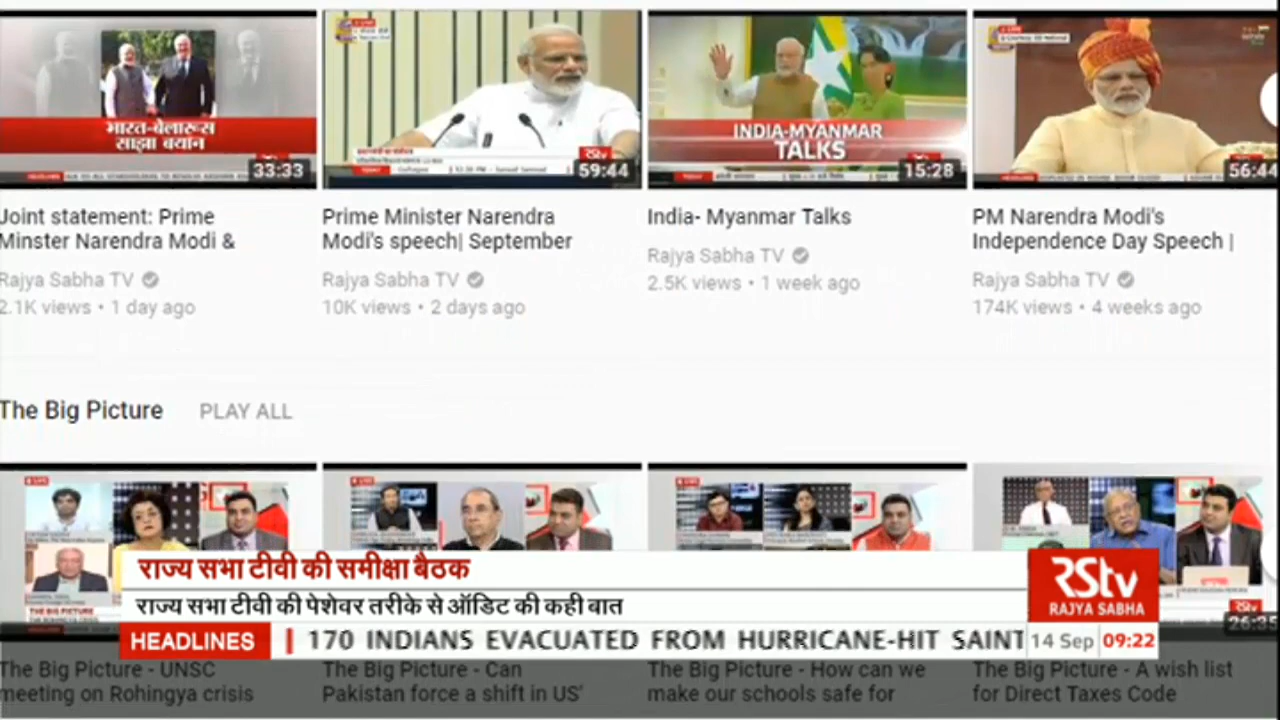 भारत-बेलारूस
साझा बयान
33:33
59:44
INDIA-MYANMAR
TALKS
15:28
56:44
Joint statement: Prime
Minster Narendra Modi &
Rajya Sabha TV
2.1K views • 1 day ago
Prime Minister Narendra
Modi's speech| September
Rajya Sabha TV
10K views • 2 days ago
India- Myanmar Talks
Rajya Sabha TV
2.5K views • 1 week ago
PM Narendra Modi's
Independence Day Speech |
Rajya Sabha TV
174K views • 4 weeks ago
The Big Picture PLAY ALL
THE BIG PICTURE
26:35
राज्य सभा टीवी की समीक्षा बैठक
राज्य सभा टीवी की पेशेवर तरीके से ऑडिट की कही बात
RStv
RAJYA SABHA
HEADLINES 170 INDIANS EVACUATED FROM HURRICANE-HIT SAINT
14 Sep 09:22
The Big Picture - UNSC
meeting on Rohingya crisis
The Big Picture - Can
Pakistan force a shift in US'
The Big Picture - How can we
make our schools safe for
The Big Picture - A wish list
for Direct Taxes Code